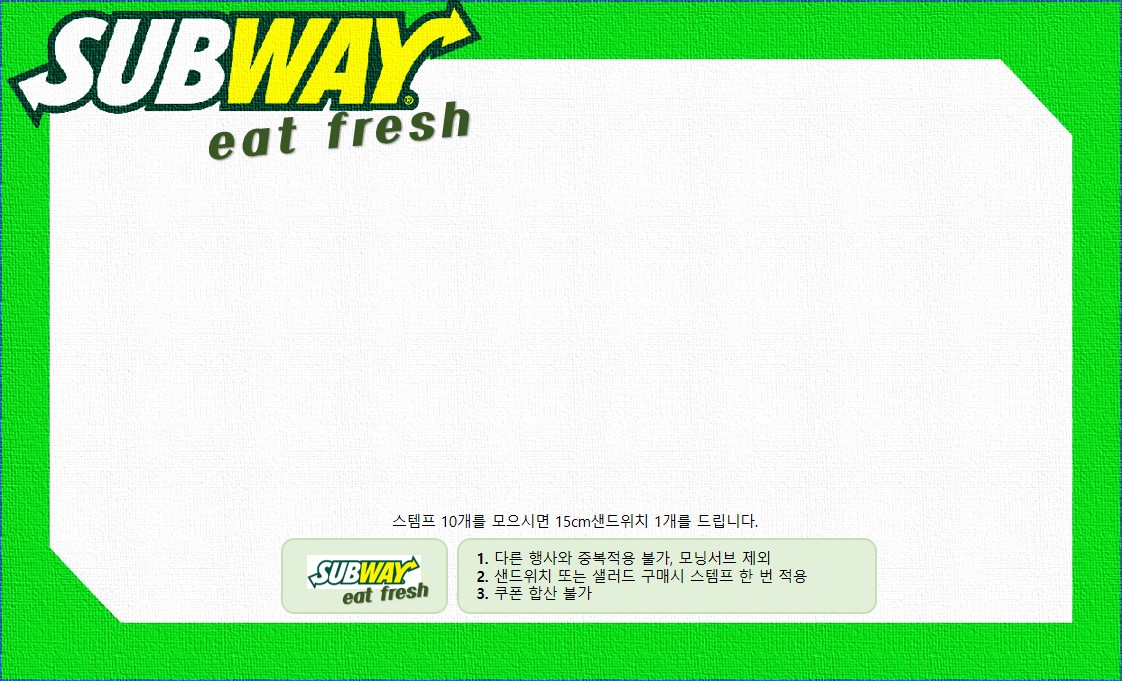 SUBWAY®
eat fresh
스템프 10개를 모으시면 15cm샌드위치 1개를 드립니다.
SUBWAY
eat fresh
1. 다른 행사와 중복적용 불가, 모닝서브 제외
2. 샌드위치 또는 샐러드 구매시 스템프 한 번 적용
3. 쿠폰 합산 불가